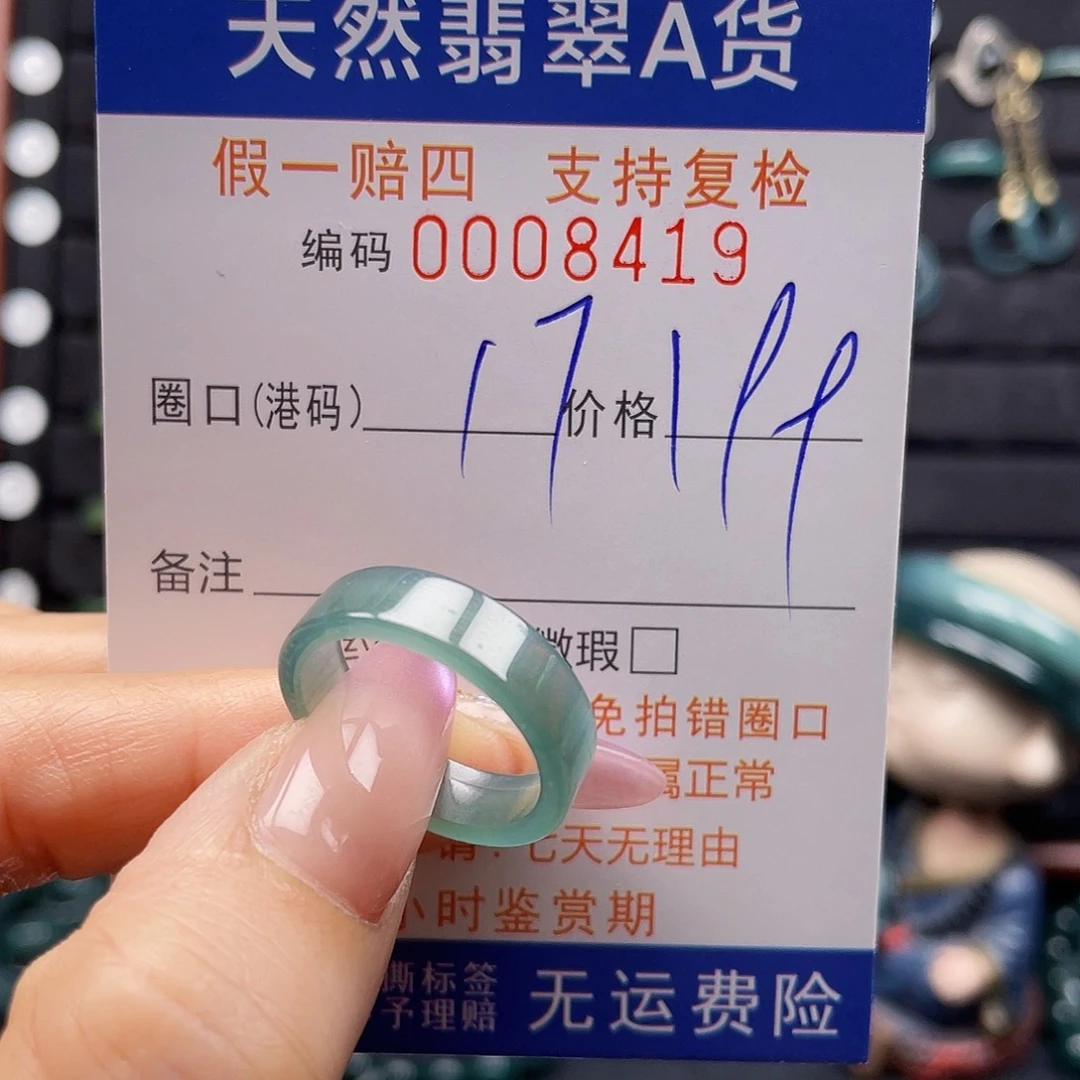 天然翡翠A货
假一赔四 支持复检
编码 0008419
圈口(港码) 17 价格 199
备注
微瑕□
免拍错圈口
属正常
请：七天无理由
小时鉴赏期
撕标签
予理赔
无运费险